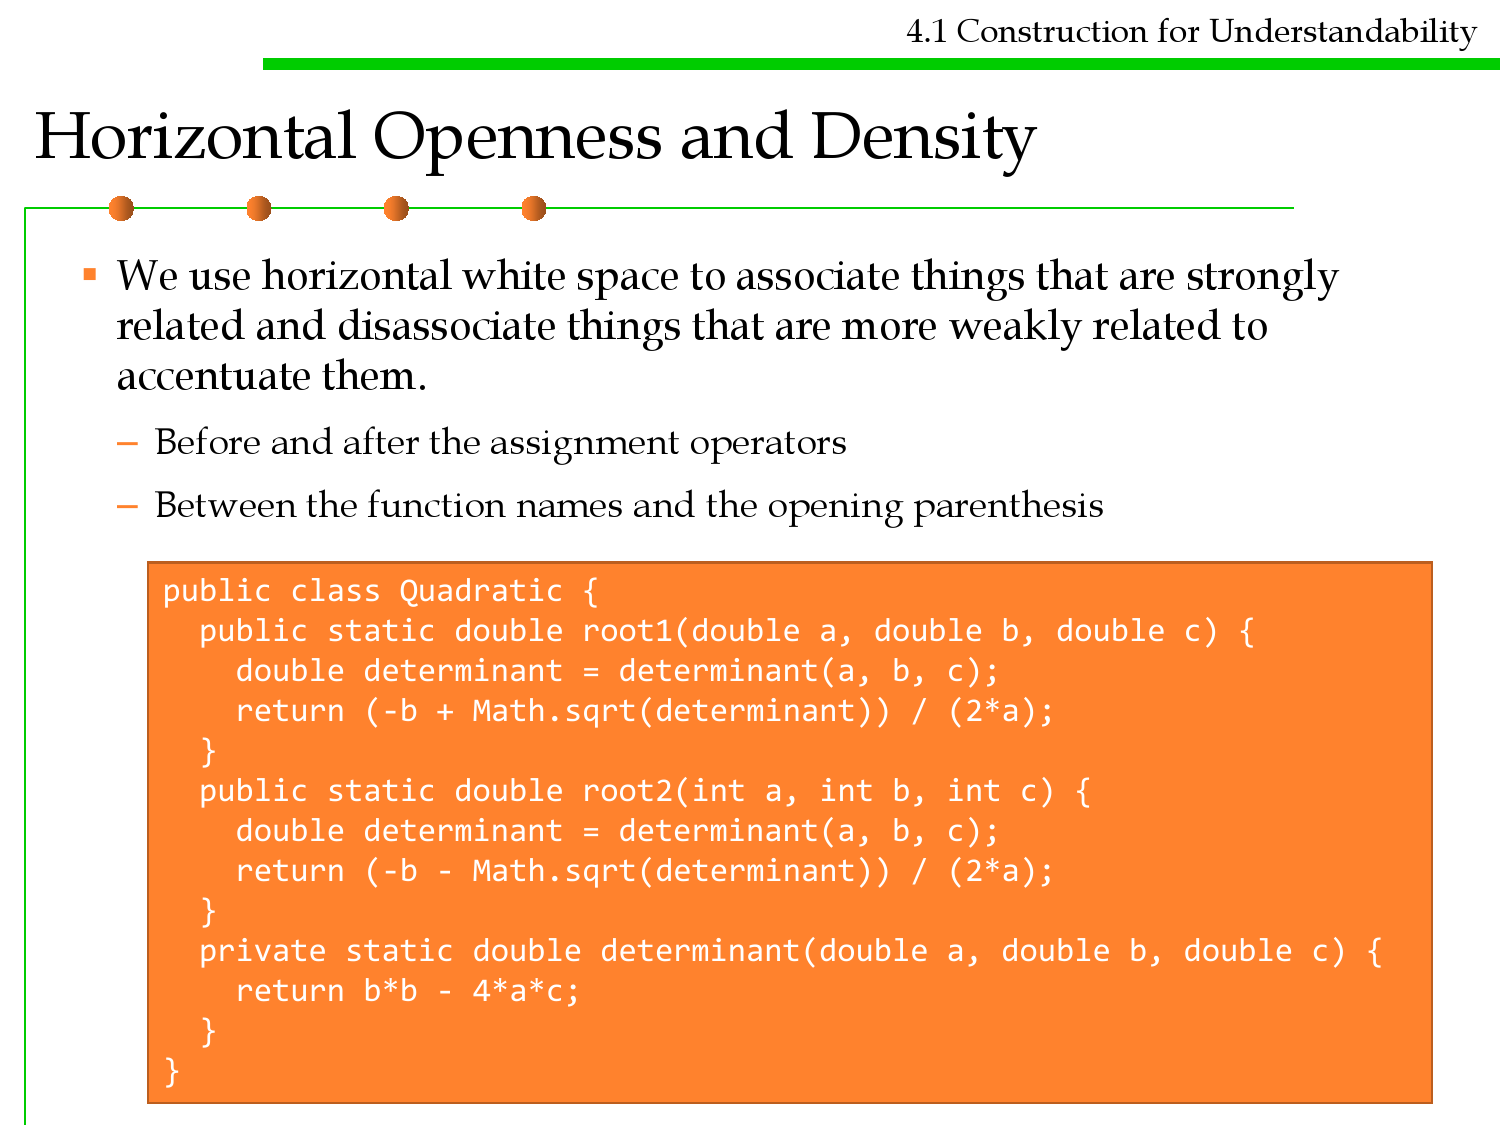 4.1 Construction for Understandability
Horizontal Openness and Density
▪ We use horizontal white space to associate things that are strongly
related and disassociate things that are more weakly related to
accentuate them.
– Before and after the assignment operators
– Between the function names and the opening parenthesis
public class Quadratic {
  public static double root1(double a, double b, double c) {
    double determinant = determinant(a, b, c);
    return (-b + Math.sqrt(determinant)) / (2*a);
  }
  public static double root2(int a, int b, int c) {
    double determinant = determinant(a, b, c);
    return (-b - Math.sqrt(determinant)) / (2*a);
  }
  private static double determinant(double a, double b, double c) {
    return b*b - 4*a*c;
  }
}